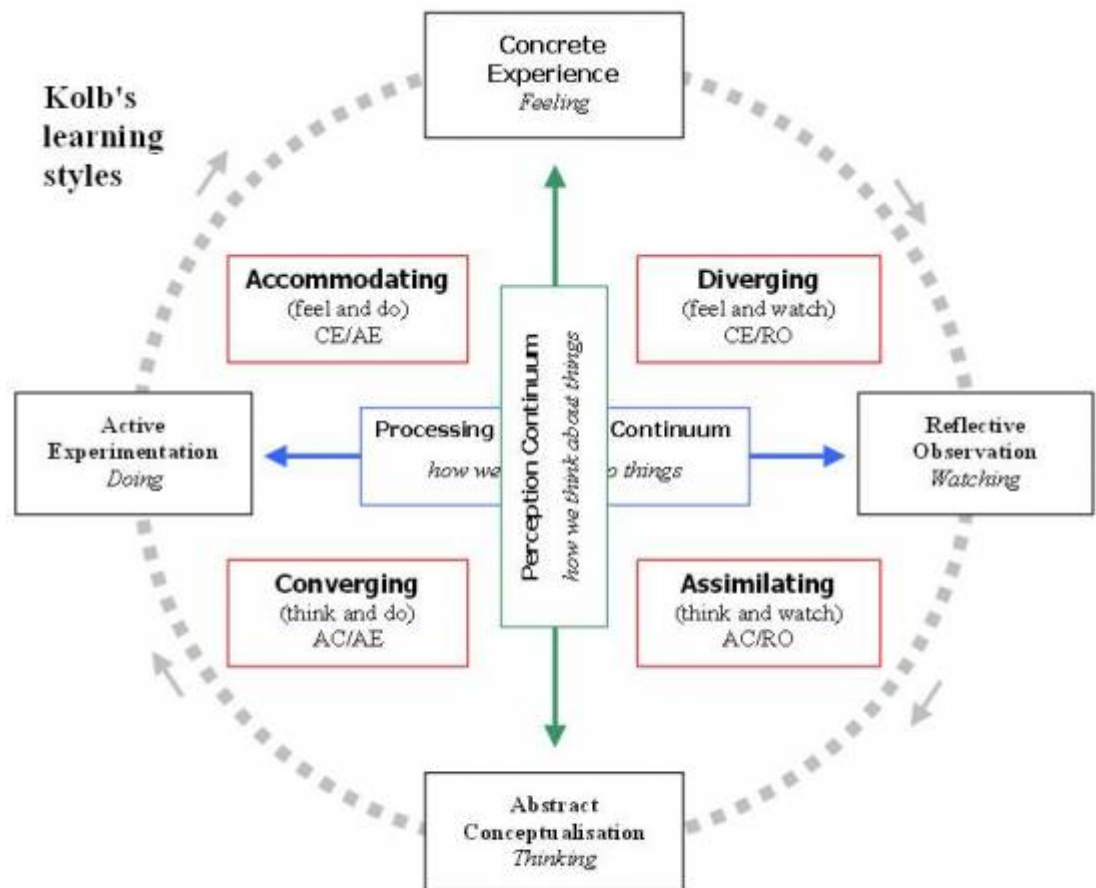 Concrete
Experience
Feeling
Kolb's
learning
styles
Accommodating
(feel and do)
CE/AE
Diverging
(feel and watch)
CE/RO
Active
Experimentation
Doing
Processing Continuum
how we o things
Perception Continuum
how we think about things
Reflective
Observation
Watching
Converging
(think and do)
AC/AE
Assimilating
(think and watch)
AC/RO
Abstract
Conceptualisation
Thinking